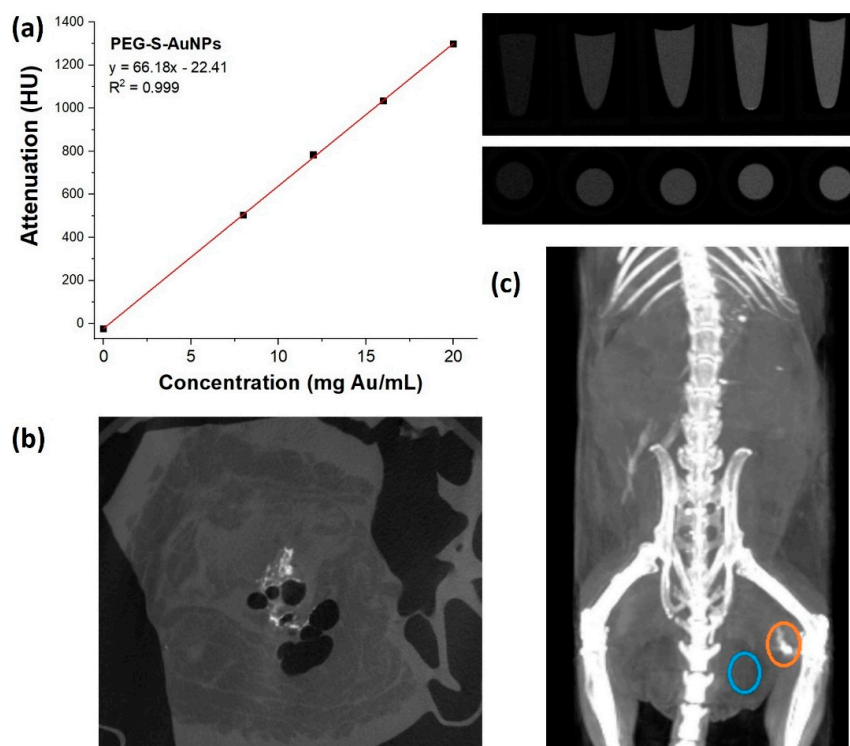 (a)
PEG-S-AuNPs
y = 66.18x - 22.41
R² = 0.999
Attenuation (HU)
1400
1200
1000
800
600
400
200
0
0 5 10 15 20
Concentration (mg Au/mL)
(b)
(c)